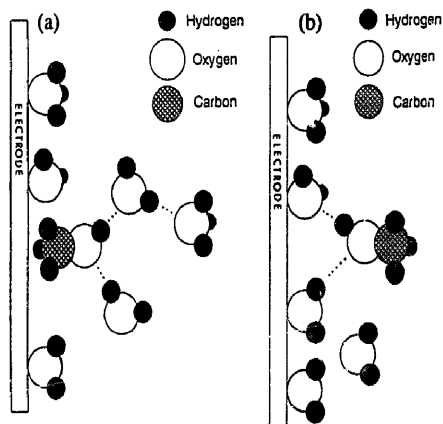 (a)
Hydrogen
Oxygen
Carbon
ELECTRODE
(b)
Hydrogen
Oxygen
Carbon
ELECTRODE